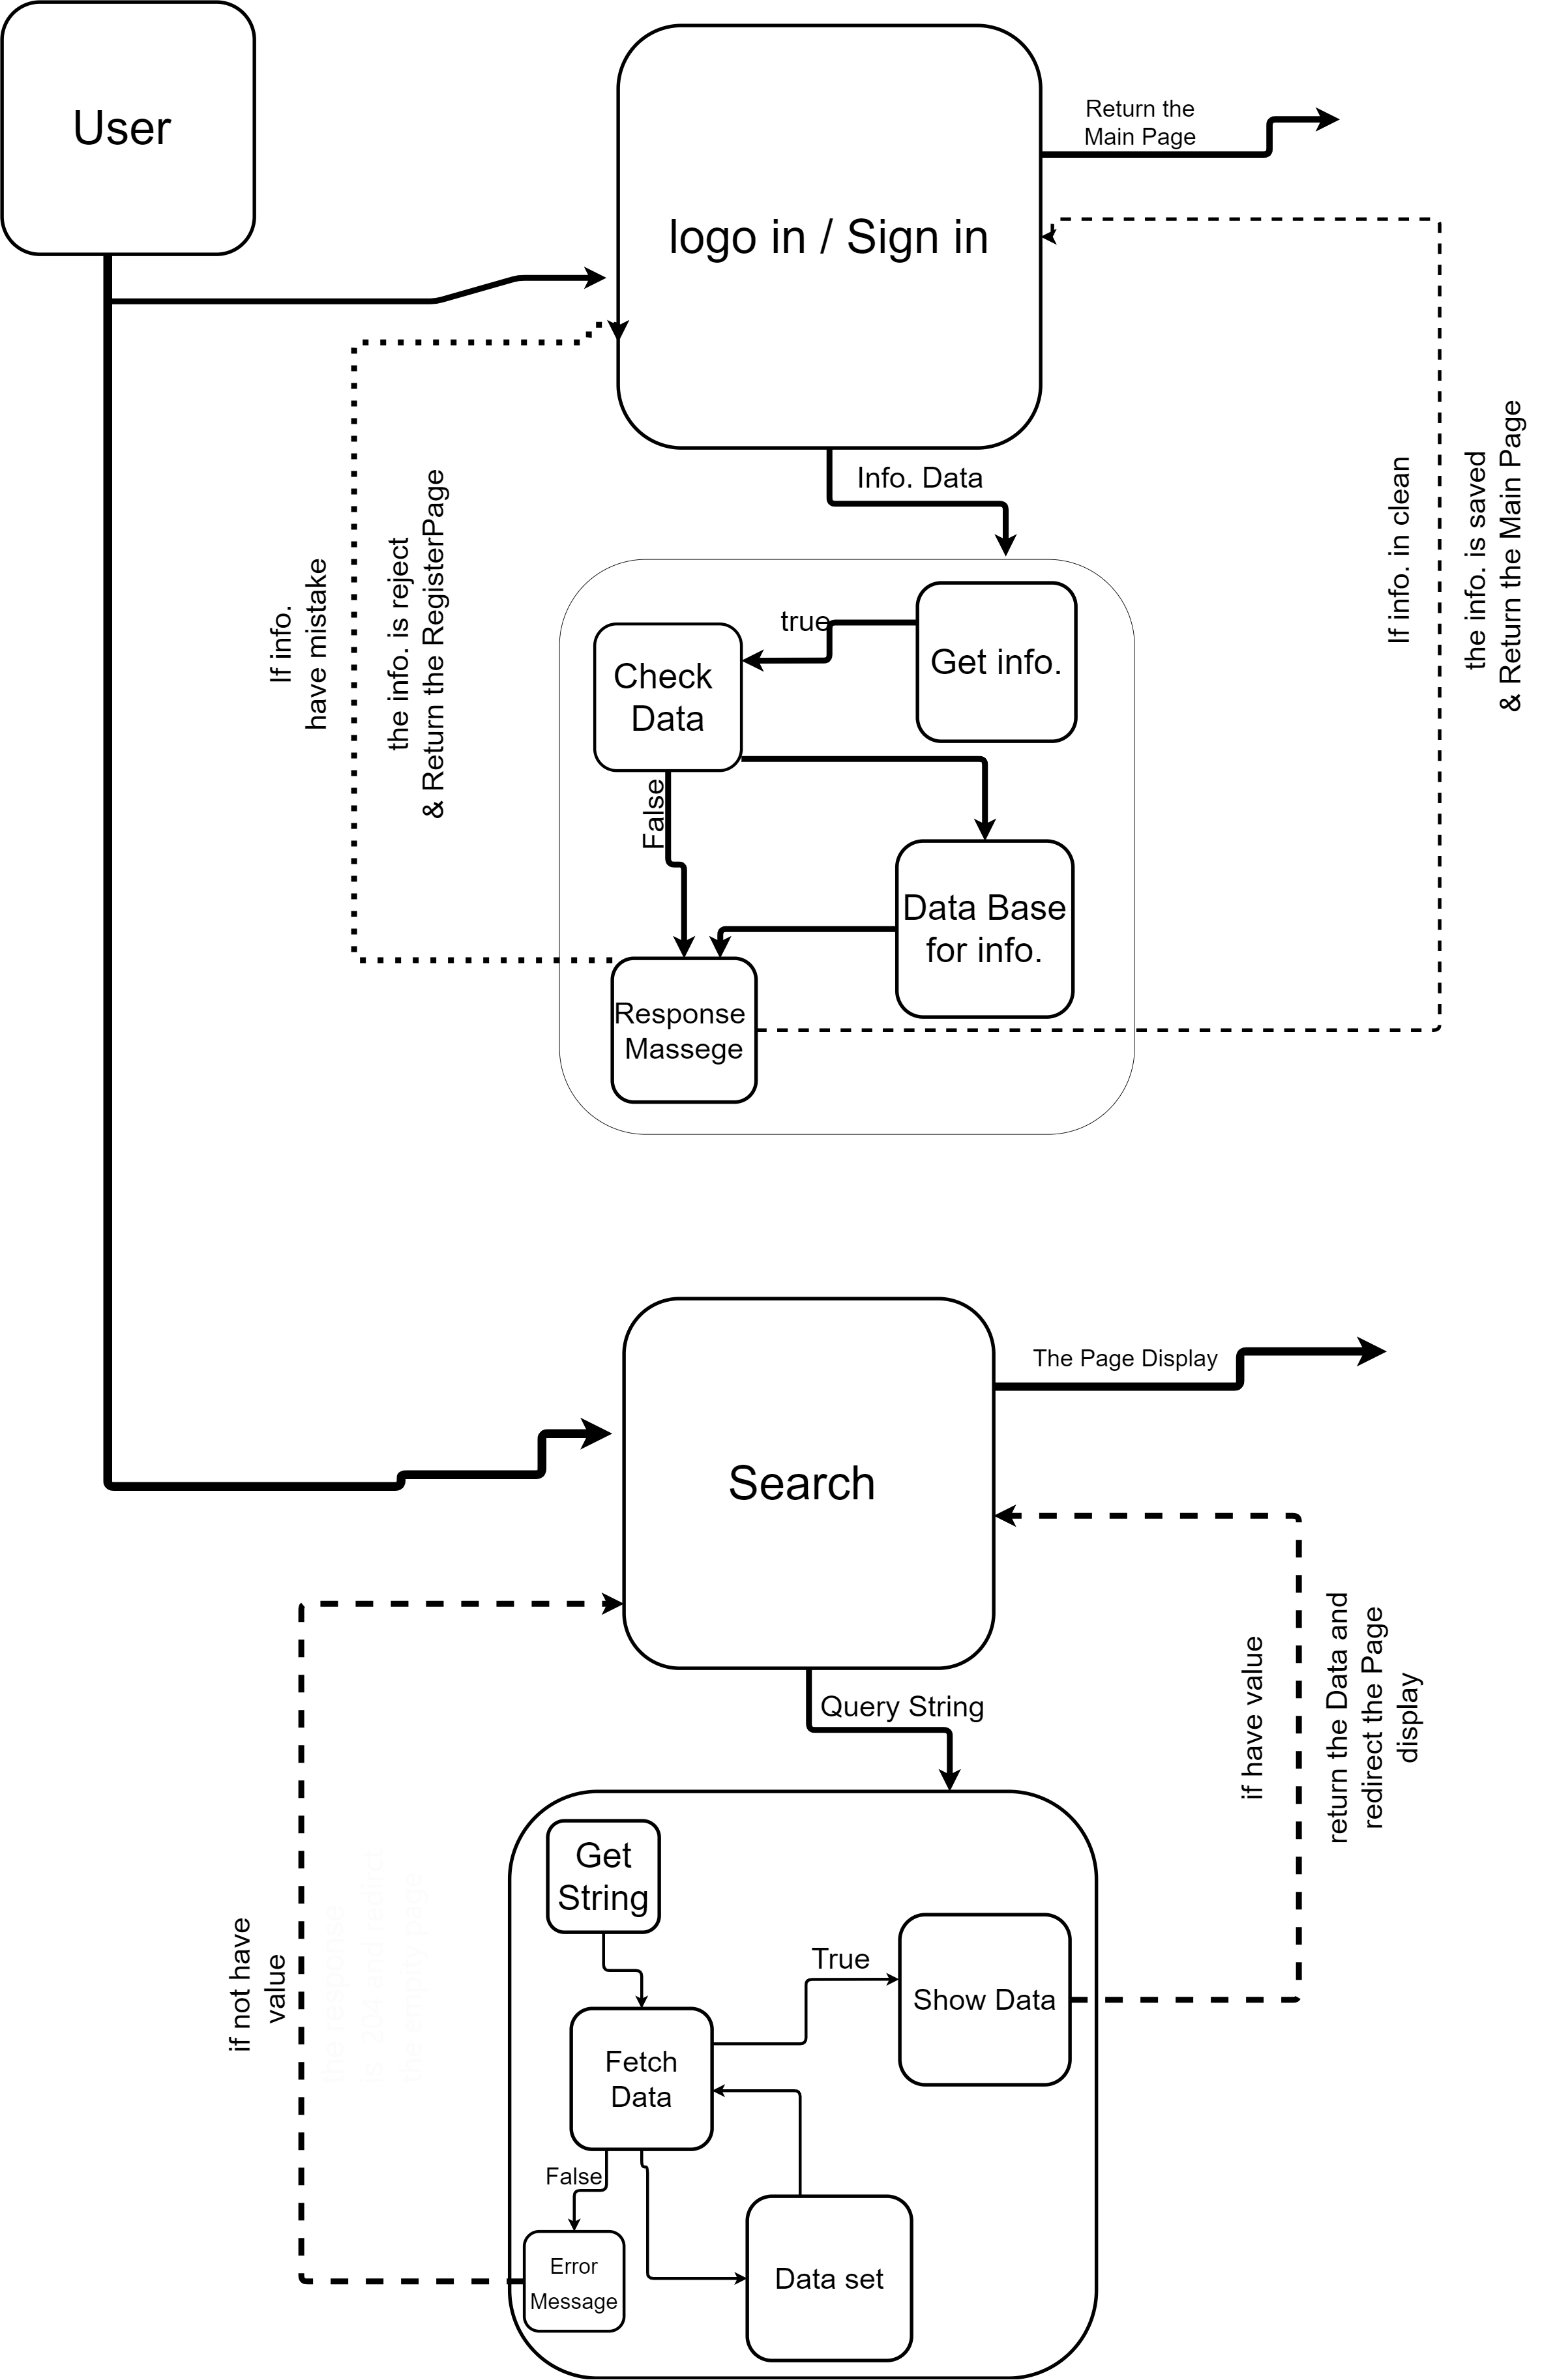 User
Return the
Main Page
logo in / Sign in
Info. Data
If info.
have mistake
the info. is reject
& Return the RegisterPage
If info. in clean
the info. is saved
& Return the Main Page
true
Get info.
Check
Data
False
Data Base
for info.
Response
Massege
The Page Display
Search
Query String
if have value
return the Data and
redirect the Page
display
if not have
value
Get
String
True
Show Data
Fetch
Data
False
Error
Message
Data set